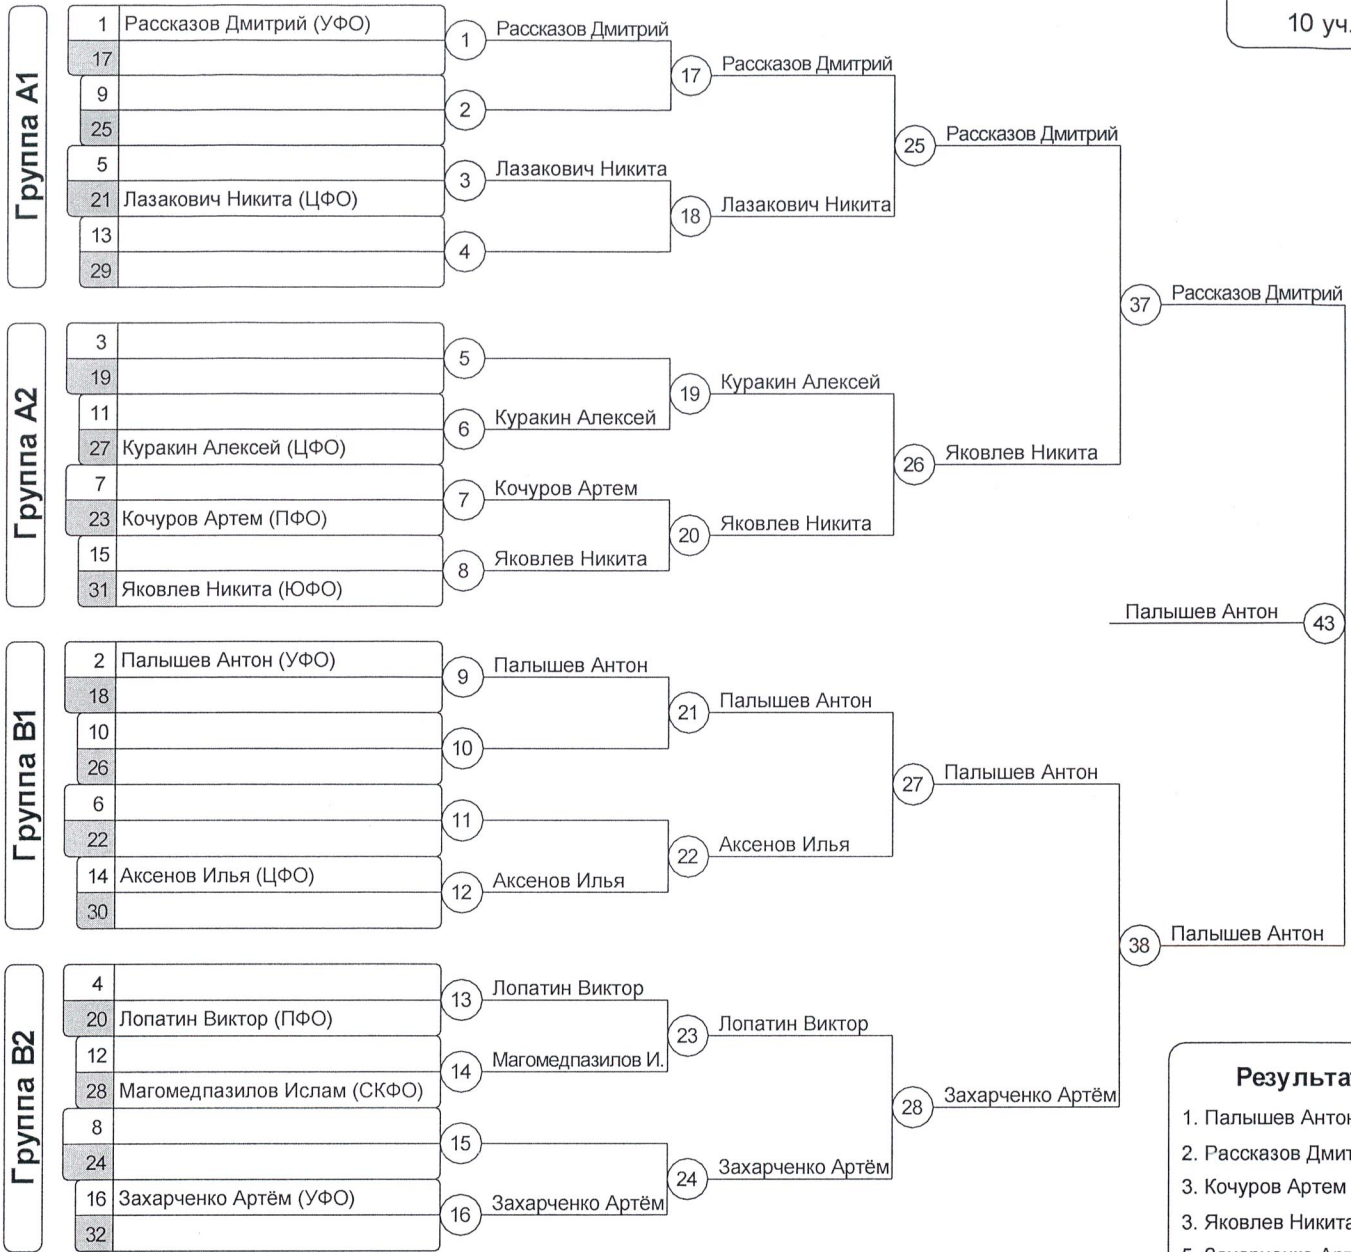 10 уч.
Группа А1
1 Рассказов Дмитрий (УФО)
17
9
25
5
21 Лазакович Никита (ЦФО)
13
29
1 Рассказов Дмитрий
2
3 Лазакович Никита
4
17 Рассказов Дмитрий
18 Лазакович Никита
25 Рассказов Дмитрий
Группа А2
3
19
11
27 Куракин Алексей (ЦФО)
7
23 Кочуров Артем (ПФО)
15
31 Яковлев Никита (ЮФО)
5
6 Куракин Алексей
7 Кочуров Артем
8 Яковлев Никита
19 Куракин Алексей
20 Яковлев Никита
26 Яковлев Никита
37 Рассказов Дмитрий
Группа В1
2 Палышев Антон (УФО)
18
10
26
6
22
14 Аксенов Илья (ЦФО)
30
9 Палышев Антон
10
11
12 Аксенов Илья
21 Палышев Антон
22 Аксенов Илья
27 Палышев Антон
Группа В2
4
20 Лопатин Виктор (ПФО)
12
28 Магомедпазилов Ислам (СКФО)
8
24
16 Захарченко Артём (УФО)
32
13 Лопатин Виктор
14 Магомедпазилов И.
15
16 Захарченко Артём
23 Лопатин Виктор
24 Захарченко Артём
28 Захарченко Артём
38 Палышев Антон
Палышев Антон 43
Результа
1. Палышев Антон
2. Рассказов Дмит
3. Кочуров Артем
3. Яковлев Никита